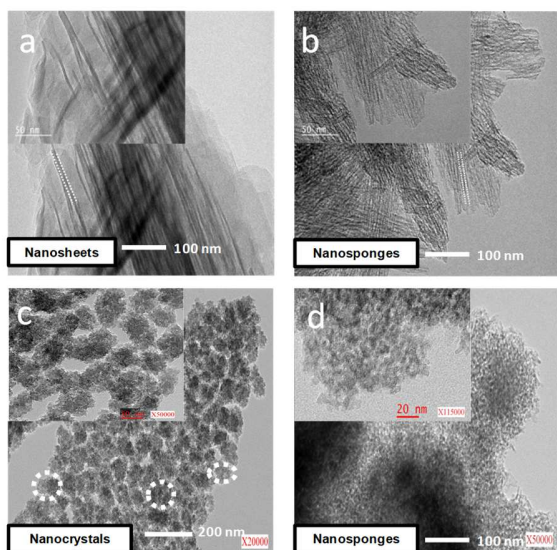 a
50 nm
Nanosheets
100 nm
b
50 nm
Nanosponges
100 nm
c
X50000
Nanocrystals
200 nm
X20000
d
20 nm
X115000
Nanosponges
100 nm
X50000